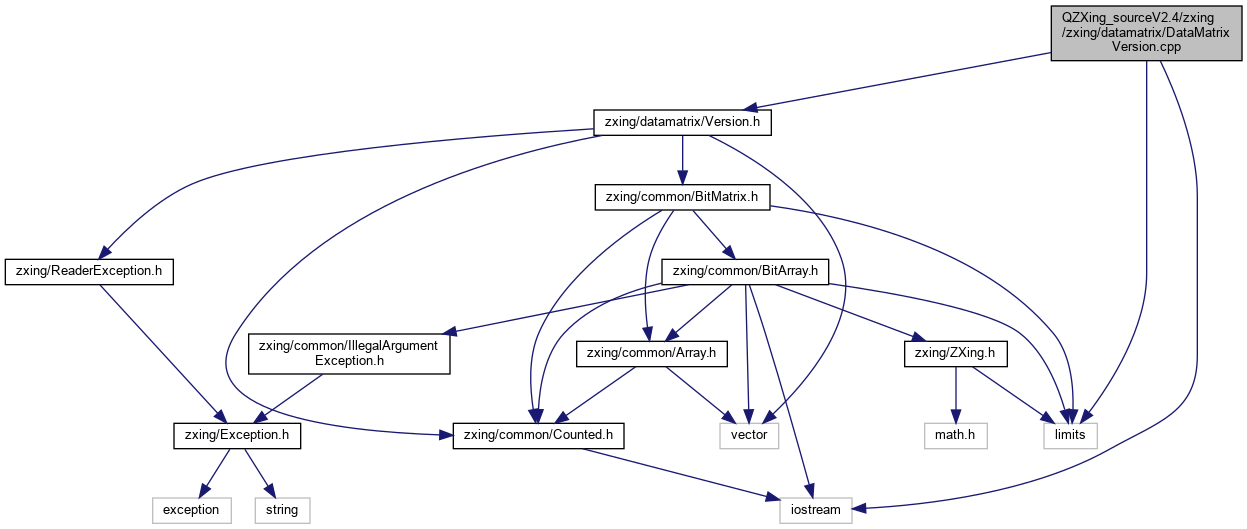 QZXing_sourceV2.4/zxing
/zxing/datamatrix/DataMatrix
Version.cpp
zxing/datamatrix/Version.h
zxing/common/BitMatrix.h
zxing/ReaderException.h
zxing/common/BitArray.h
zxing/common/IllegalArgument
Exception.h
zxing/common/Array.h
zxing/ZXing.h
zxing/Exception.h
zxing/common/Counted.h
vector
math.h
limits
exception
string
iostream